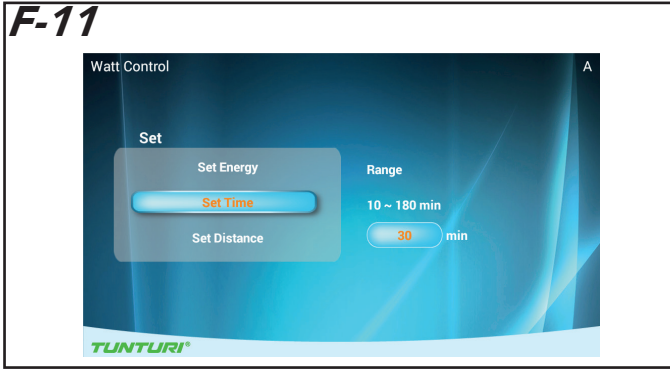 F-11
Watt Control A
Set
Set Energy
Range
Set Time
10 ~ 180 min
Set Distance
30 min
TUNTURI®